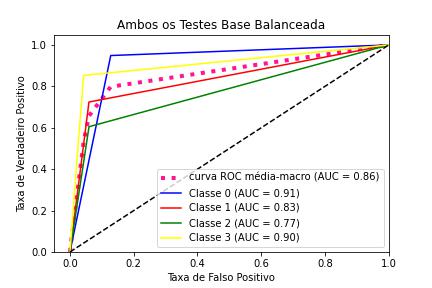 Ambos os Testes Base Balanceada
Taxa de Verdadeiro Positivo
1.0
0.8
0.6
0.4
0.2
0.0
curva ROC média-macro (AUC = 0.86)
Classe 0 (AUC = 0.91)
Classe 1 (AUC = 0.83)
Classe 2 (AUC = 0.77)
Classe 3 (AUC = 0.90)
0.0 0.2 0.4 0.6 0.8 1.0
Taxa de Falso Positivo